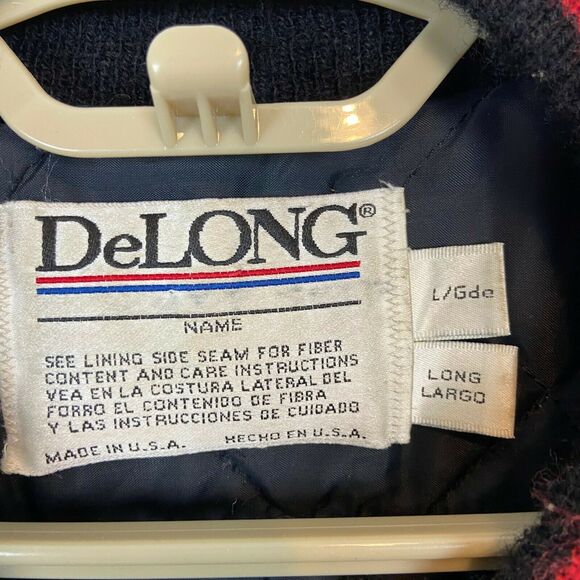 DeLONG®
NAME
SEE LINING SIDE SEAM FOR FIBER
CONTENT AND CARE INSTRUCTIONS
VEA EN LA COSTURA LATERAL DEL
FORRO EL CONTENIDO DE FIBRA
Y LAS INSTRUCCIONES DE CUIDADO
MADE IN U.S.A. HECHO EN U.S.A.
L/Gde
LONG
LARGO